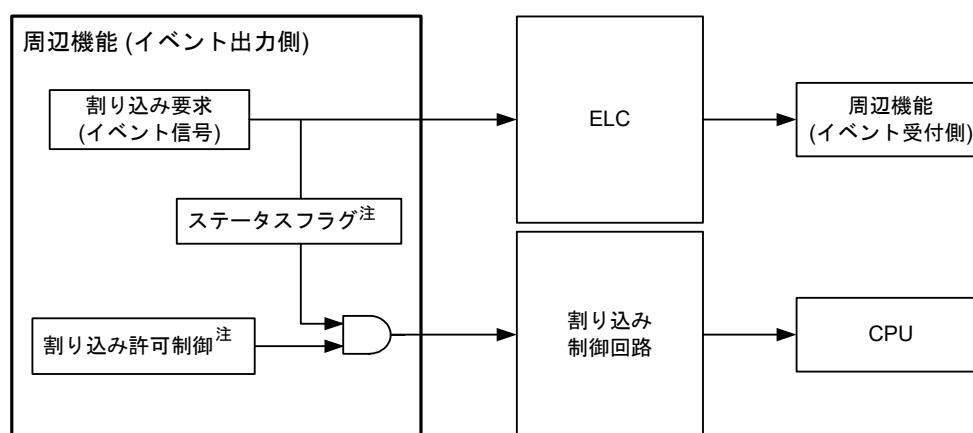 周辺機能 (イベント出力側)
割り込み要求
(イベント信号)
ELC
周辺機能
(イベント受付側)
ステータスフラグ注
割り込み許可制御注
割り込み
制御回路
CPU